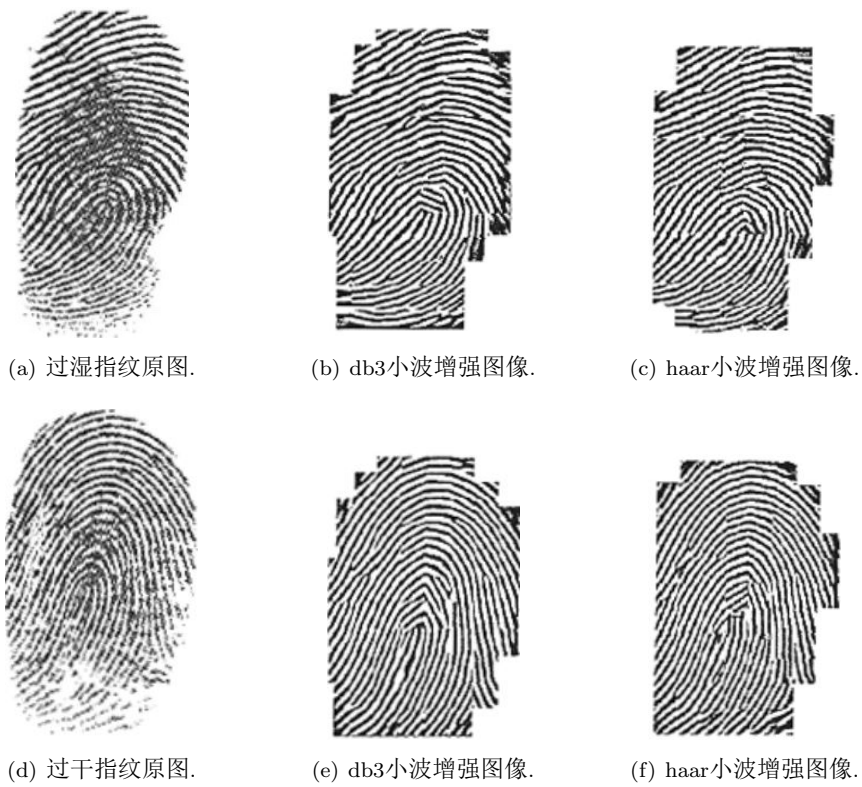 (a) 过湿指纹原图.
(b) db3小波增强图像.
(c) haar小波增强图像.
(d) 过干指纹原图.
(e) db3小波增强图像.
(f) haar小波增强图像.